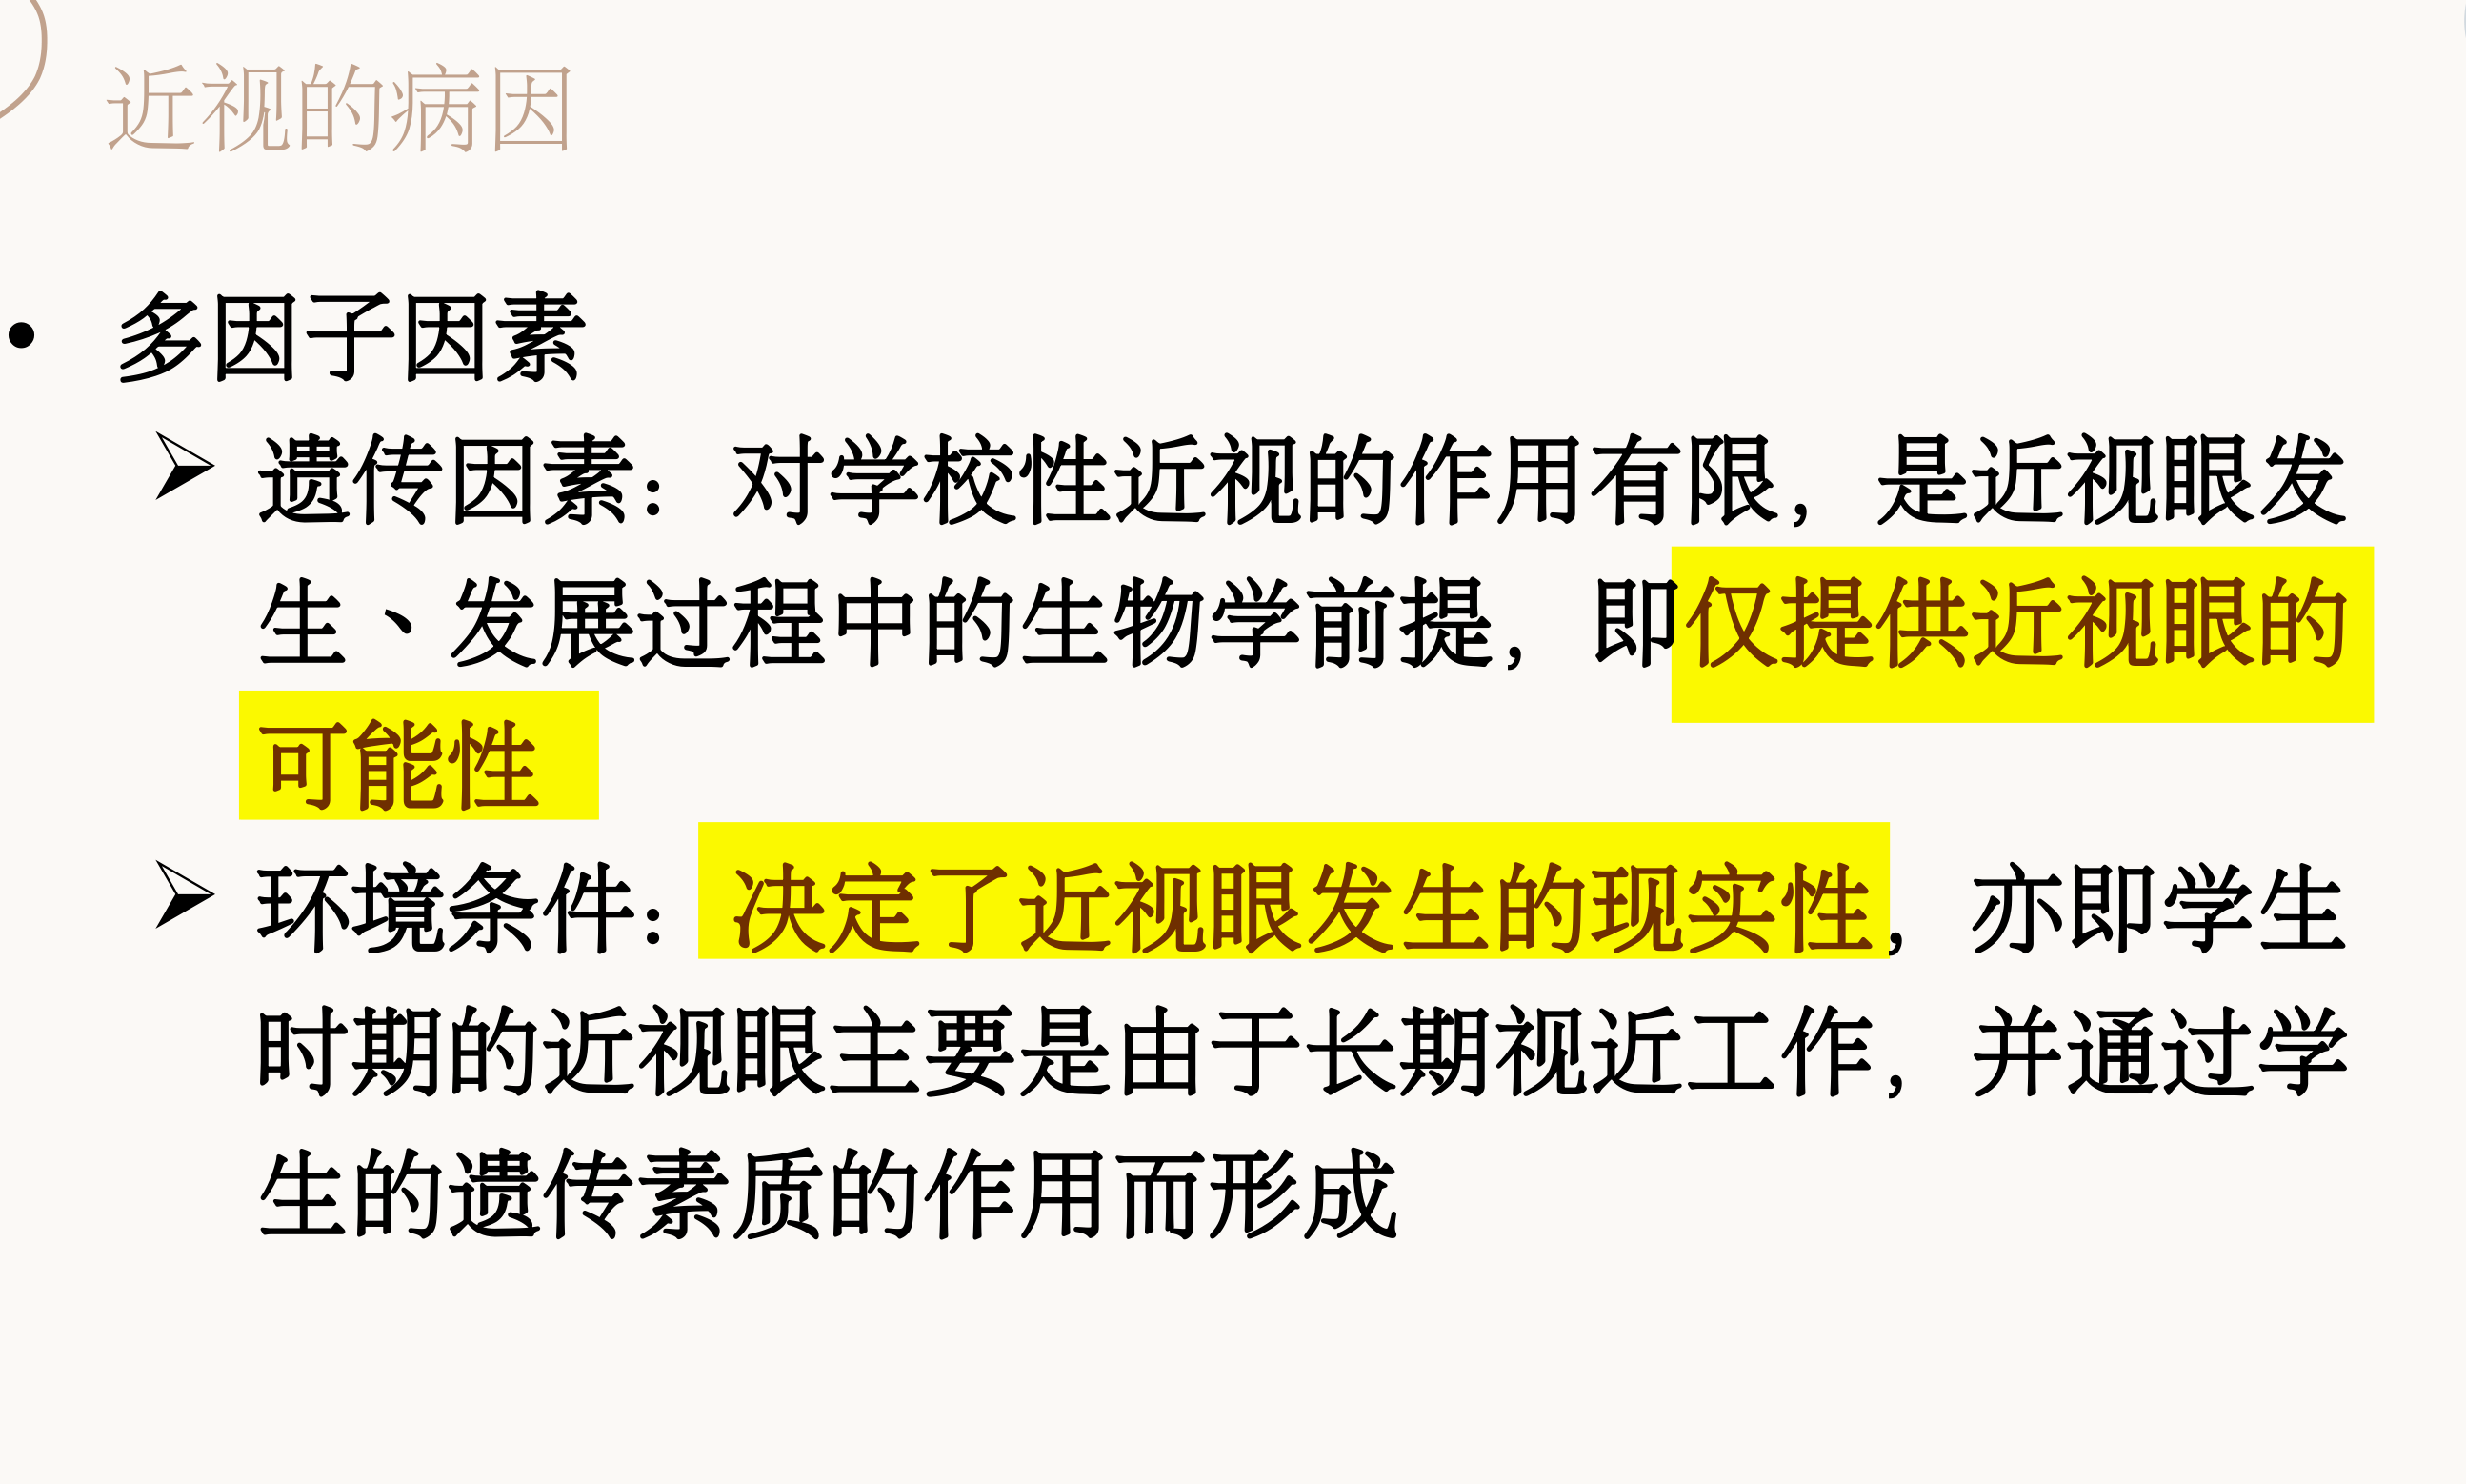 近视的病因
• 多因子因素
➢ 遗传因素：对学校性近视的作用有限，是近视眼发
生、发展过程中的生物学前提，即仅提供近视眼的
可能性
➢ 环境条件：决定了近视眼发生的现实性，亦即学生
时期的近视眼主要是由于长期视近工作，并通过学
生的遗传素质的作用而形成